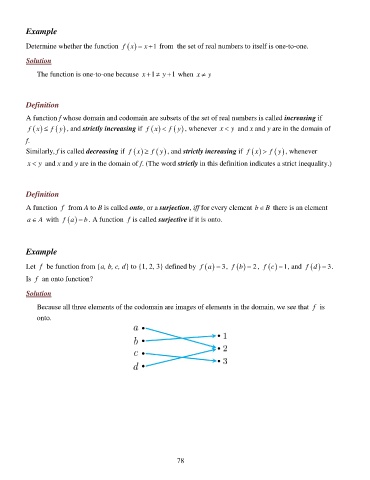 Example
Determine whether the function f(x) = x + 1 from the set of real numbers to itself is one-to-one.
Solution
The function is one-to-one because x + 1 ≠ y + 1 when x ≠ y
Definition
A function f whose domain and codomain are subsets of the set of real numbers is called increasing if
f(x) ≤ f(y), and strictly increasing if f(x) < f(y), whenever x < y and x and y are in the domain of
f.
Similarly, f is called decreasing if f(x) ≥ f(y), and strictly increasing if f(x) > f(y), whenever
x < y and x and y are in the domain of f. (The word strictly in this definition indicates a strict inequality.)
Definition
A function f from A to B is called onto, or a surjection, iff for every element b ∈ B there is an element
a ∈ A with f(a) = b. A function f is called surjective if it is onto.
Example
Let f be function from {a, b, c, d} to {1, 2, 3} defined by f(a) = 3, f(b) = 2, f(c) = 1, and f(d) = 3.
Is f an onto function?
Solution
Because all three elements of the codomain are images of elements in the domain, we see that f is
onto.
a
1
b
2
c
3
d
78